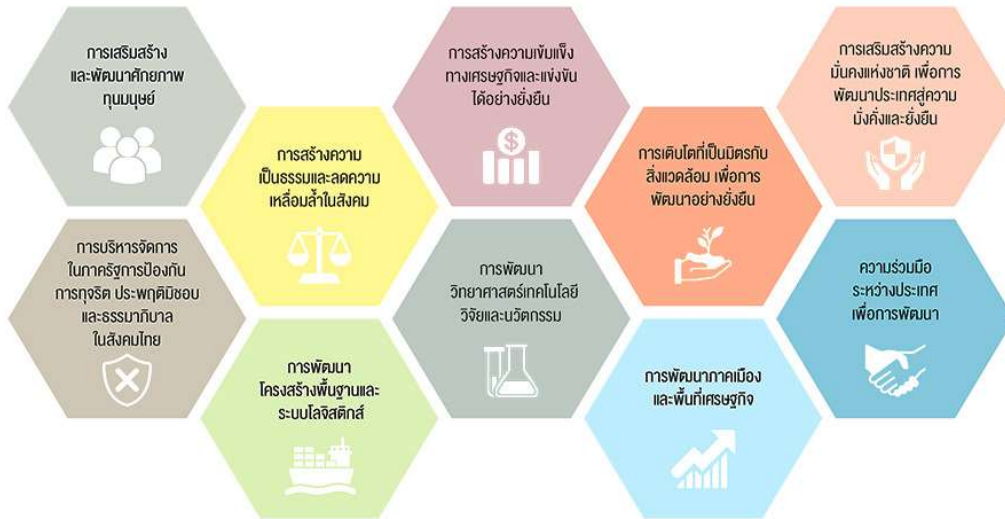 การเสริมสร้าง
และพัฒนาศักยภาพ
ทุนมนุษย์
การสร้างความ
เป็นธรรมและลดความ
เหลื่อมล้ำในสังคม
การสร้างความเข้มแข็ง
ทางเศรษฐกิจและแข่งขัน
ได้อย่างยั่งยืน
การเติบโตที่เป็นมิตรกับ
สิ่งแวดล้อม เพื่อการ
พัฒนาอย่างยั่งยืน
การเสริมสร้างความ
มั่นคงแห่งชาติ เพื่อการ
พัฒนาประเทศสู่ความ
มั่งคั่งและยั่งยืน
การบริหารจัดการ
ในภาครัฐการป้องกัน
การทุจริต ประพฤติมิชอบ
และธรรมาภิบาล
ในสังคมไทย
การพัฒนา
โครงสร้างพื้นฐานและ
ระบบโลจิสติกส์
การพัฒนา
วิทยาศาสตร์เทคโนโลยี
วิจัยและนวัตกรรม
การพัฒนาภาคเมือง
และพื้นที่เศรษฐกิจ
ความร่วมมือ
ระหว่างประเทศ
เพื่อการพัฒนา
$